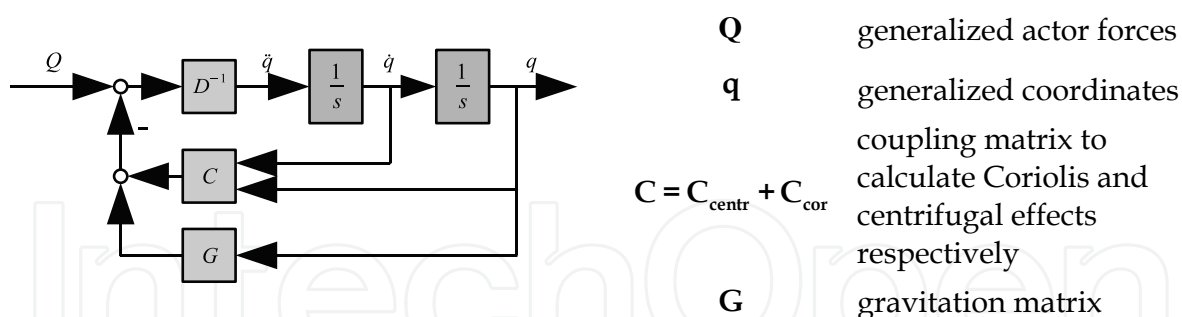 Q
q̈
q̇
q
D⁻¹
1
s
1
s
-
C
G
Q generalized actor forces
q generalized coordinates
C = C_centr + C_cor
coupling matrix to
calculate Coriolis and
centrifugal effects
respectively
G gravitation matrix
IntechOpen